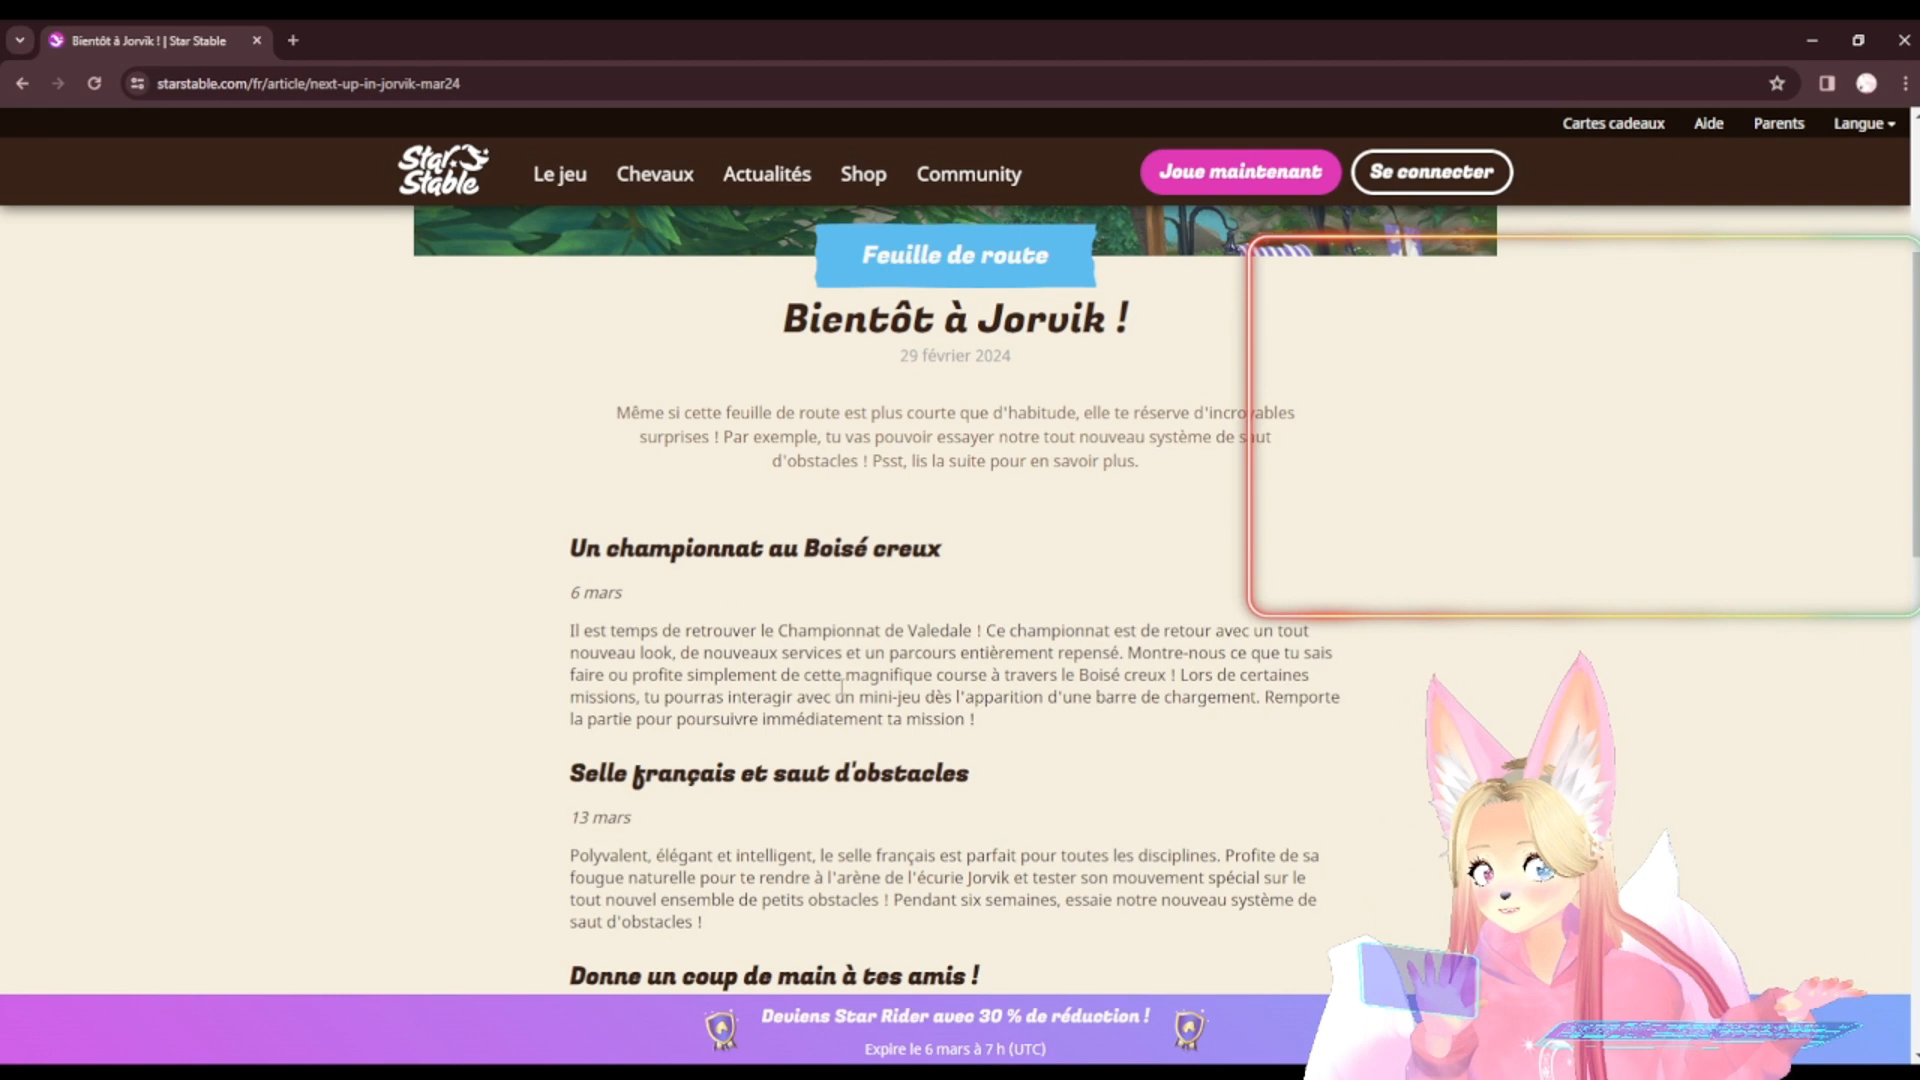 Bientôt à Jorvik ! | Star Stable
starstable.com/fr/article/next-up-in-jorvik-mar24
Cartes cadeaux Aide Parents Langue
Star Stable
Le jeu Chevaux Actualités Shop Community Joue maintenant Se connecter
Feuille de route
Bientôt à Jorvik !
29 février 2024
Même si cette feuille de route est plus courte que d'habitude, elle te réserve d'incroyables
surprises ! Par exemple, tu vas pouvoir essayer notre tout nouveau système de saut
d'obstacles ! Psst, lis la suite pour en savoir plus.
Un championnat au Boisé creux
6 mars
Il est temps de retrouver le Championnat de Valedale ! Ce championnat est de retour avec un tout
nouveau look, de nouveaux services et un parcours entièrement repensé. Montre-nous ce que tu sais
faire ou profite simplement de cette magnifique course à travers le Boisé creux ! Lors de certaines
missions, tu pourras interagir avec un mini-jeu dès l'apparition d'une barre de chargement. Remporte
la partie pour poursuivre immédiatement ta mission !
Selle français et saut d'obstacles
13 mars
Polyvalent, élégant et intelligent, le selle français est parfait pour toutes les disciplines. Profite de sa
fougue naturelle pour te rendre à l'arène de l'écurie Jorvik et tester son mouvement spécial sur le
tout nouvel ensemble de petits obstacles ! Pendant six semaines, essaie notre nouveau système de
saut d'obstacles !
Donne un coup de main à tes amis !
Deviens Star Rider avec 30 % de réduction !
Expire le 6 mars à 7 h (UTC)